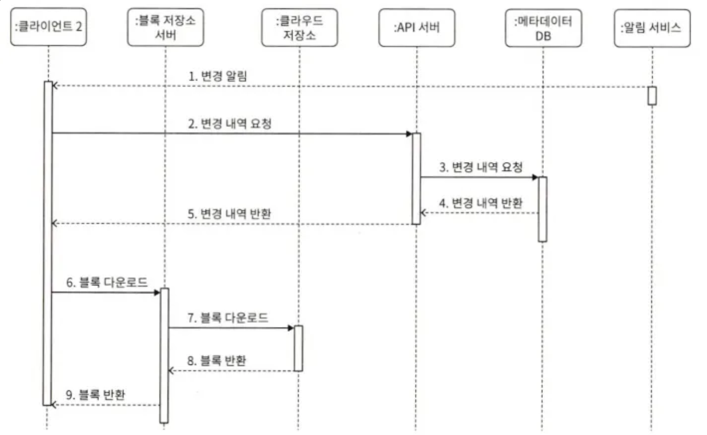 :클라이언트 2
:블록 저장소
서버
:클라우드
저장소
:API 서버
:메타데이터
DB
:알림 서비스
1. 변경 알림
2. 변경 내역 요청
3. 변경 내역 요청
4. 변경 내역 반환
5. 변경 내역 반환
6. 블록 다운로드
7. 블록 다운로드
8. 블록 반환
9. 블록 반환